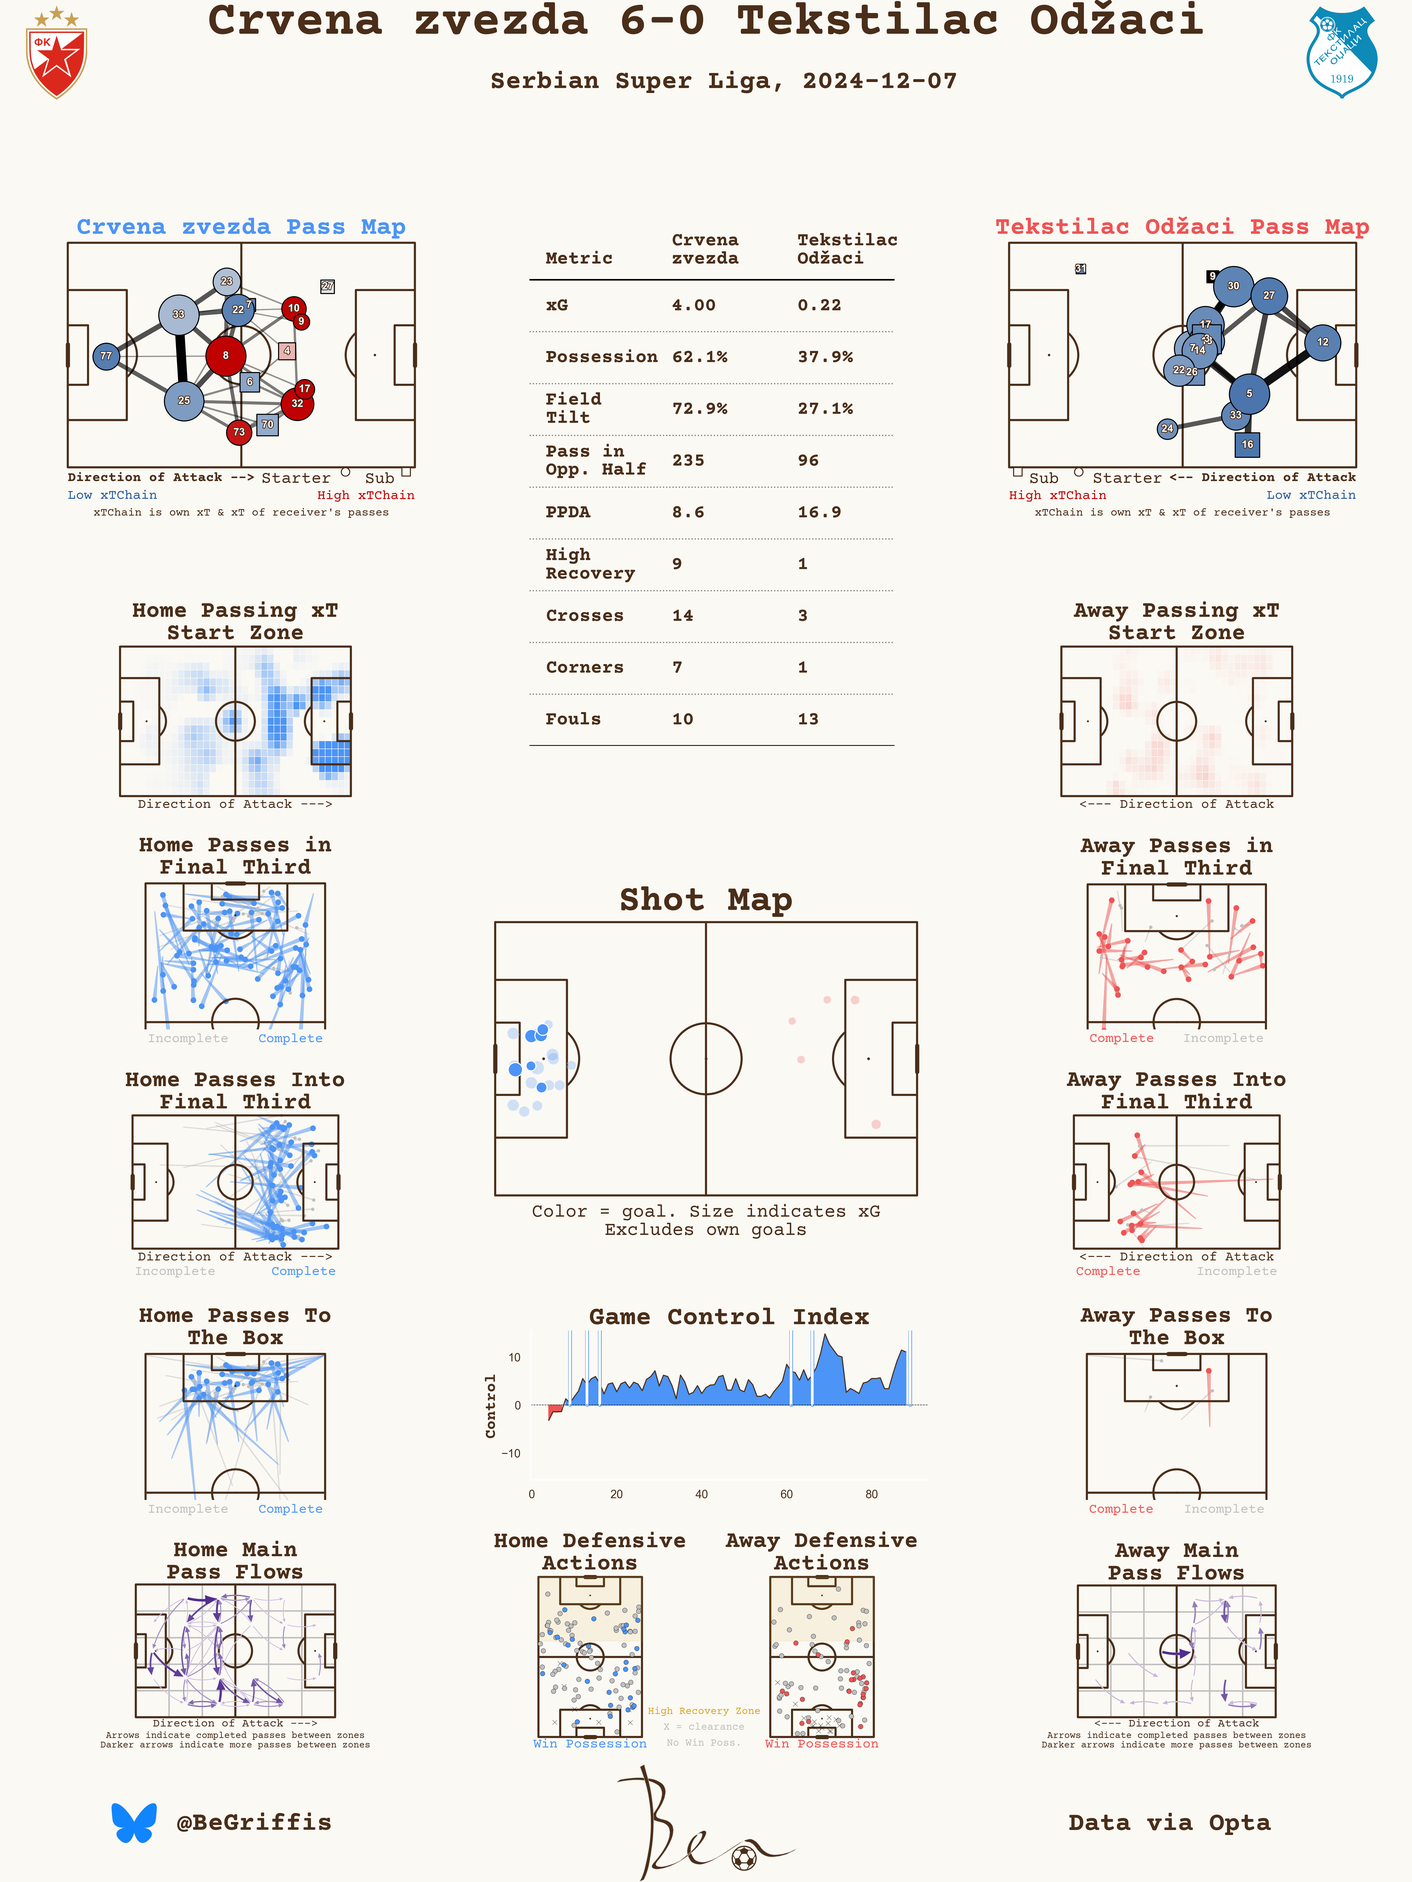 Crvena zvezda 6-0 Tekstilac Odžaci
Serbian Super Liga, 2024-12-07
ФК
ФК
ТЕКСТИЛАЦ
ОЏАЦИ
1919
Crvena zvezda Pass Map
23
7
22
33
27
10
9
77
8
4
6
17
25
32
70
73
Direction of Attack --> Starter Sub
Low xTChain High xTChain
xTChain is own xT & xT of receiver's passes
Metric Crvena zvezda Tekstilac Odžaci
xG 4.00 0.22
Possession 62.1% 37.9%
Field Tilt 72.9% 27.1%
Pass in Opp. Half 235 96
PPDA 8.6 16.9
High Recovery 9 1
Crosses 14 3
Corners 7 1
Fouls 10 13
Tekstilac Odžaci Pass Map
31
9
30
27
17
12
7
14
22
26
5
33
24
16
Sub Starter <-- Direction of Attack
High xTChain Low xTChain
xTChain is own xT & xT of receiver's passes
Home Passing xT
Start Zone
Direction of Attack --->
Away Passing xT
Start Zone
<--- Direction of Attack
Home Passes in
Final Third
Incomplete Complete
Away Passes in
Final Third
Complete Incomplete
Shot Map
Color = goal. Size indicates xG
Excludes own goals
Home Passes Into
Final Third
Direction of Attack --->
Incomplete Complete
Away Passes Into
Final Third
<--- Direction of Attack
Complete Incomplete
Game Control Index
Control
10
0
−10
0 20 40 60 80
Home Passes To
The Box
Incomplete Complete
Away Passes To
The Box
Complete Incomplete
Home Main
Pass Flows
Direction of Attack --->
Arrows indicate completed passes between zones
Darker arrows indicate more passes between zones
Home Defensive
Actions
Win Possession
Away Defensive
Actions
Win Possession
High Recovery Zone
X = clearance
No Win Poss.
Away Main
Pass Flows
<--- Direction of Attack
Arrows indicate completed passes between zones
Darker arrows indicate more passes between zones
@BeGriffis
Ben
Data via Opta